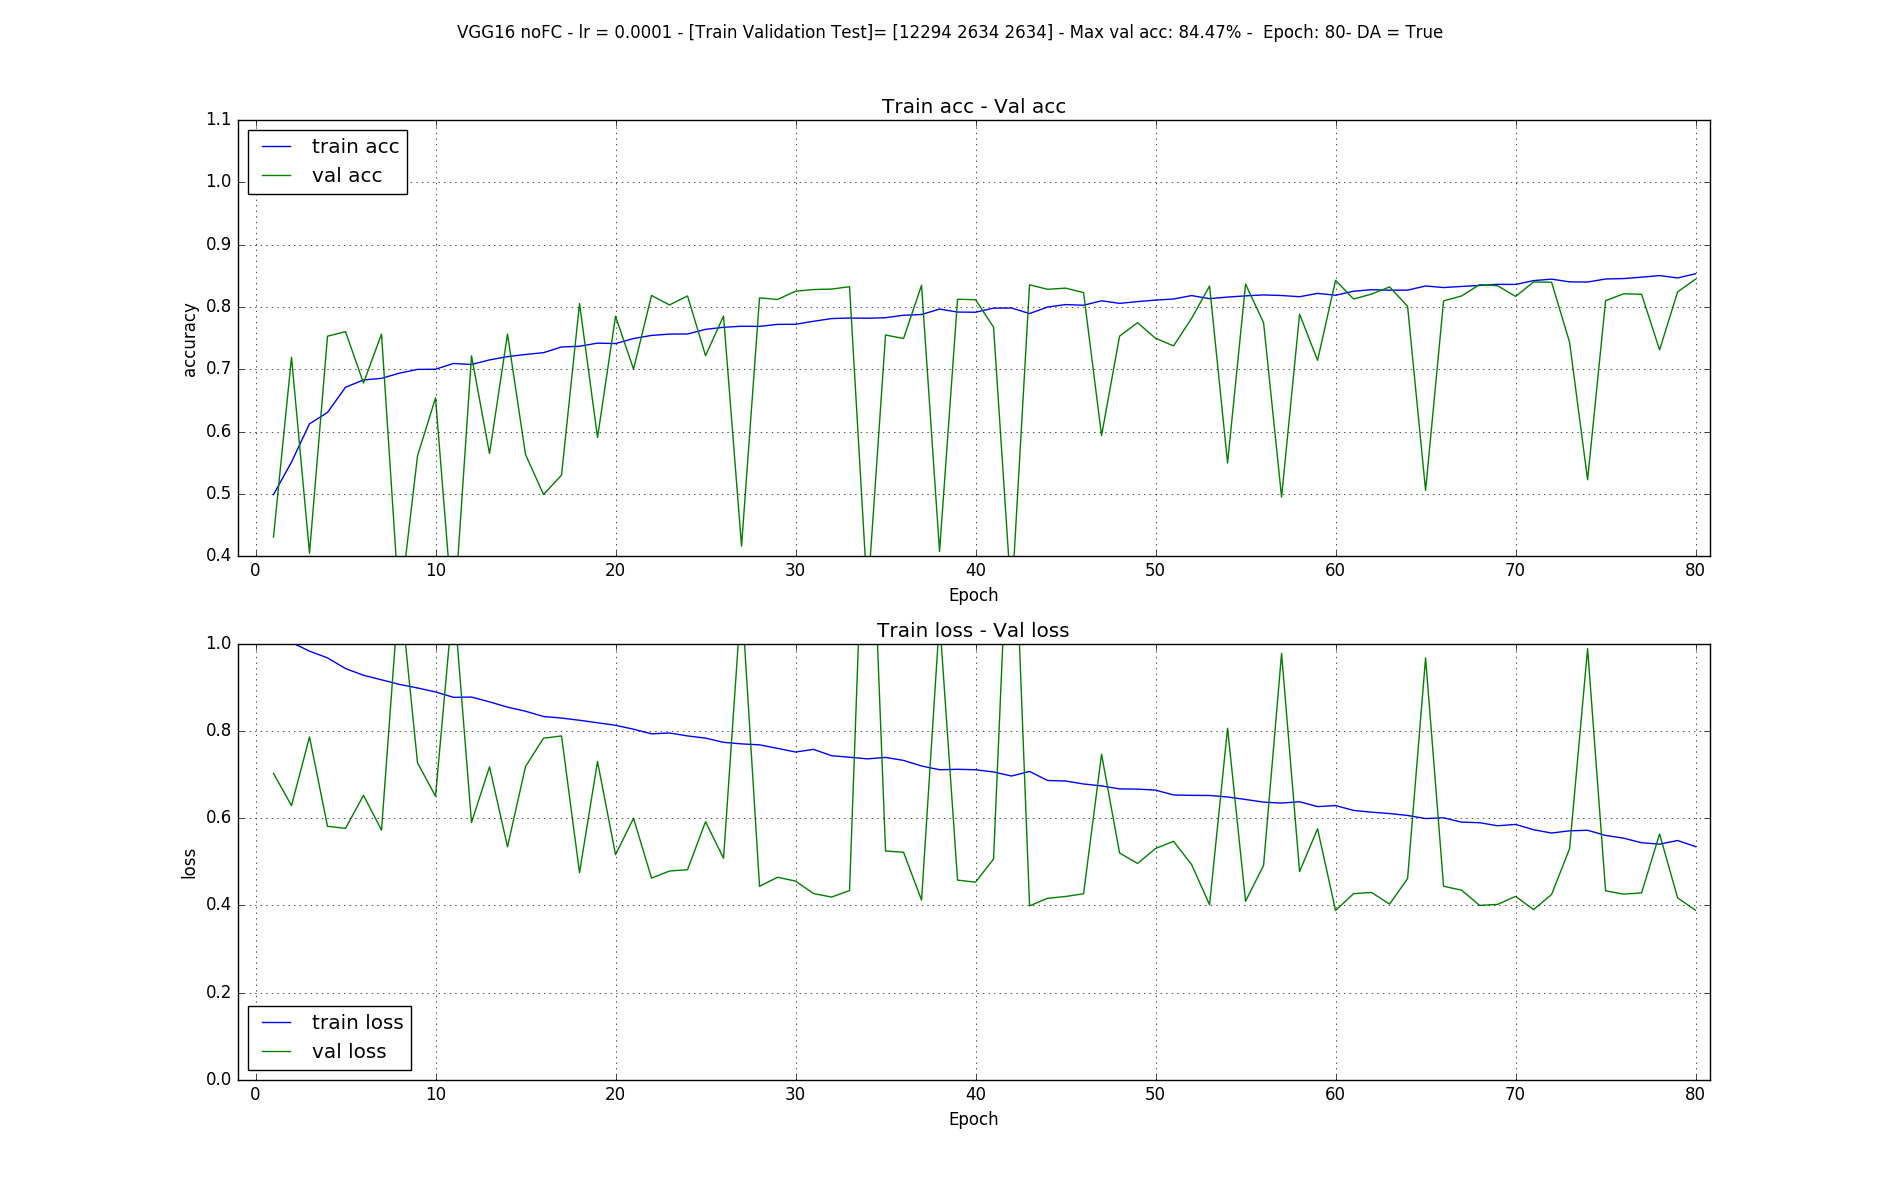 VGG16 noFC - lr = 0.0001 - [Train Validation Test]= [12294 2634 2634] - Max val acc: 84.47% -  Epoch: 80- DA = True
Train acc - Val acc
1.1
1.0
0.9
0.8
0.7
0.6
0.5
0.4
accuracy
train acc
val acc
0 10 20 30 40 50 60 70 80
Epoch
Train loss - Val loss
1.0
0.8
0.6
0.4
0.2
0.0
loss
train loss
val loss
0 10 20 30 40 50 60 70 80
Epoch